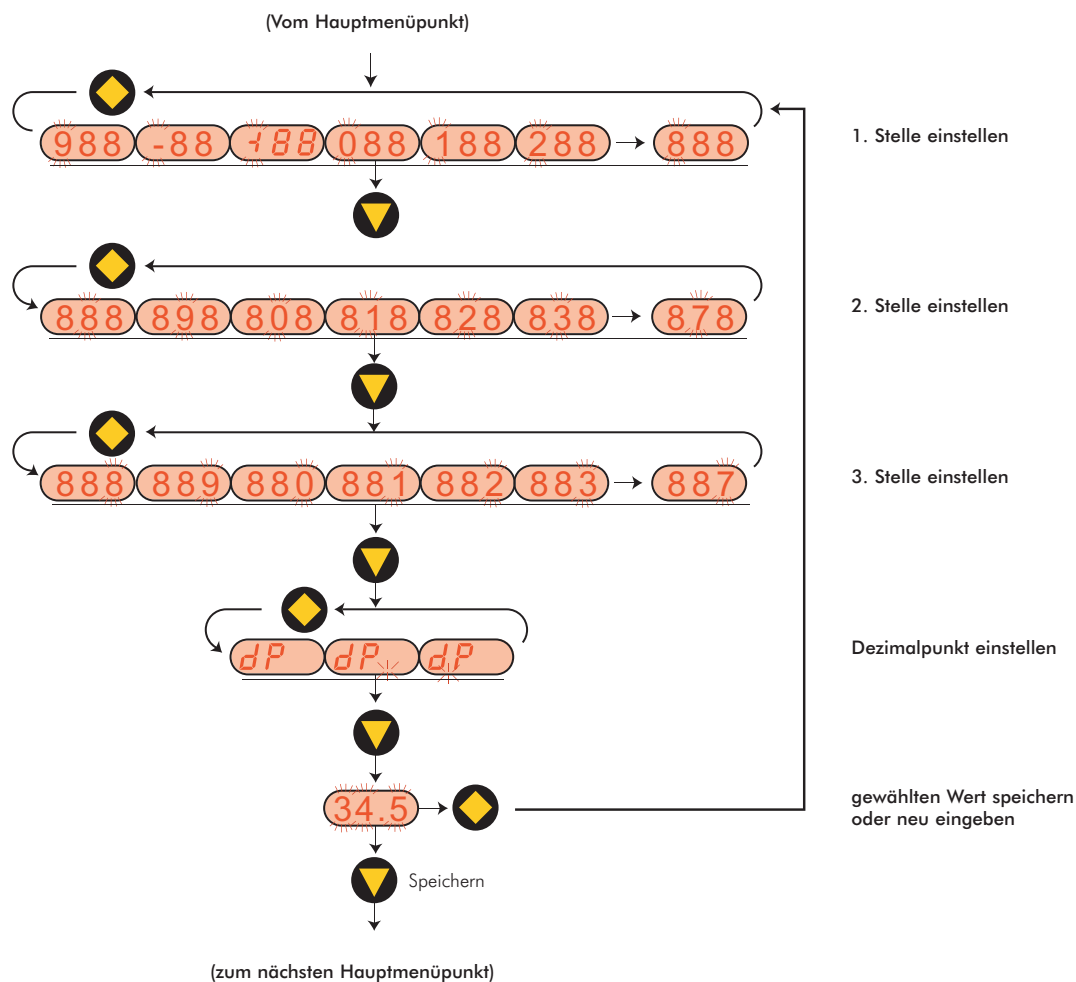 (Vom Hauptmenüpunkt)
988 -88 -188 088 188 288 888
1. Stelle einstellen
888 898 808 818 828 838 878
2. Stelle einstellen
888 889 880 881 882 883 887
3. Stelle einstellen
dP dP dP
Dezimalpunkt einstellen
34.5
gewählten Wert speichern
oder neu eingeben
Speichern
(zum nächsten Hauptmenüpunkt)